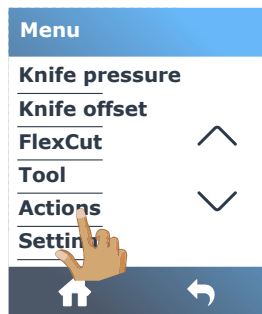 Menu
Knife pressure
Knife offset
FlexCut
Tool
Actions
Settin